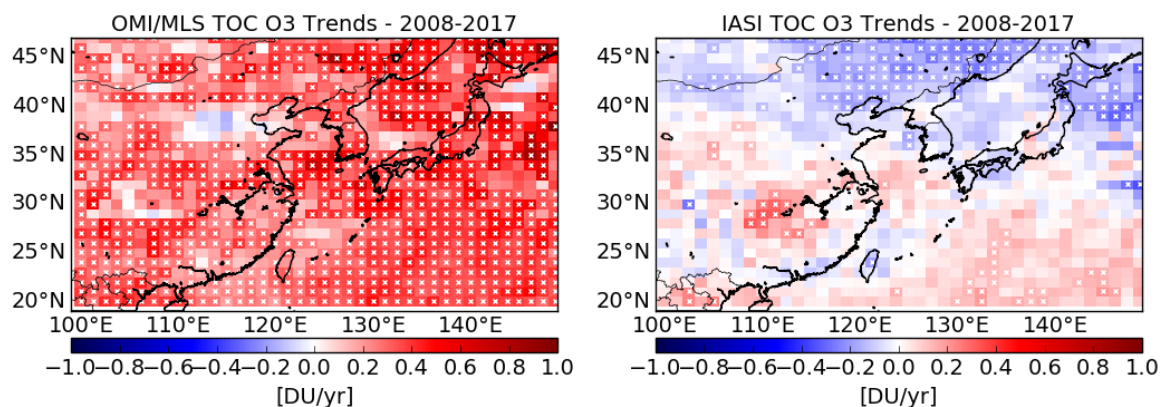 OMI/MLS TOC O3 Trends - 2008-2017
45°N
40°N
35°N
30°N
25°N
20°N
100°E 110°E 120°E 130°E 140°E
−1.0−0.8−0.6−0.4−0.2 0.0 0.2 0.4 0.6 0.8 1.0
[DU/yr]
IASI TOC O3 Trends - 2008-2017
45°N
40°N
35°N
30°N
25°N
20°N
100°E 110°E 120°E 130°E 140°E
−1.0−0.8−0.6−0.4−0.2 0.0 0.2 0.4 0.6 0.8 1.0
[DU/yr]